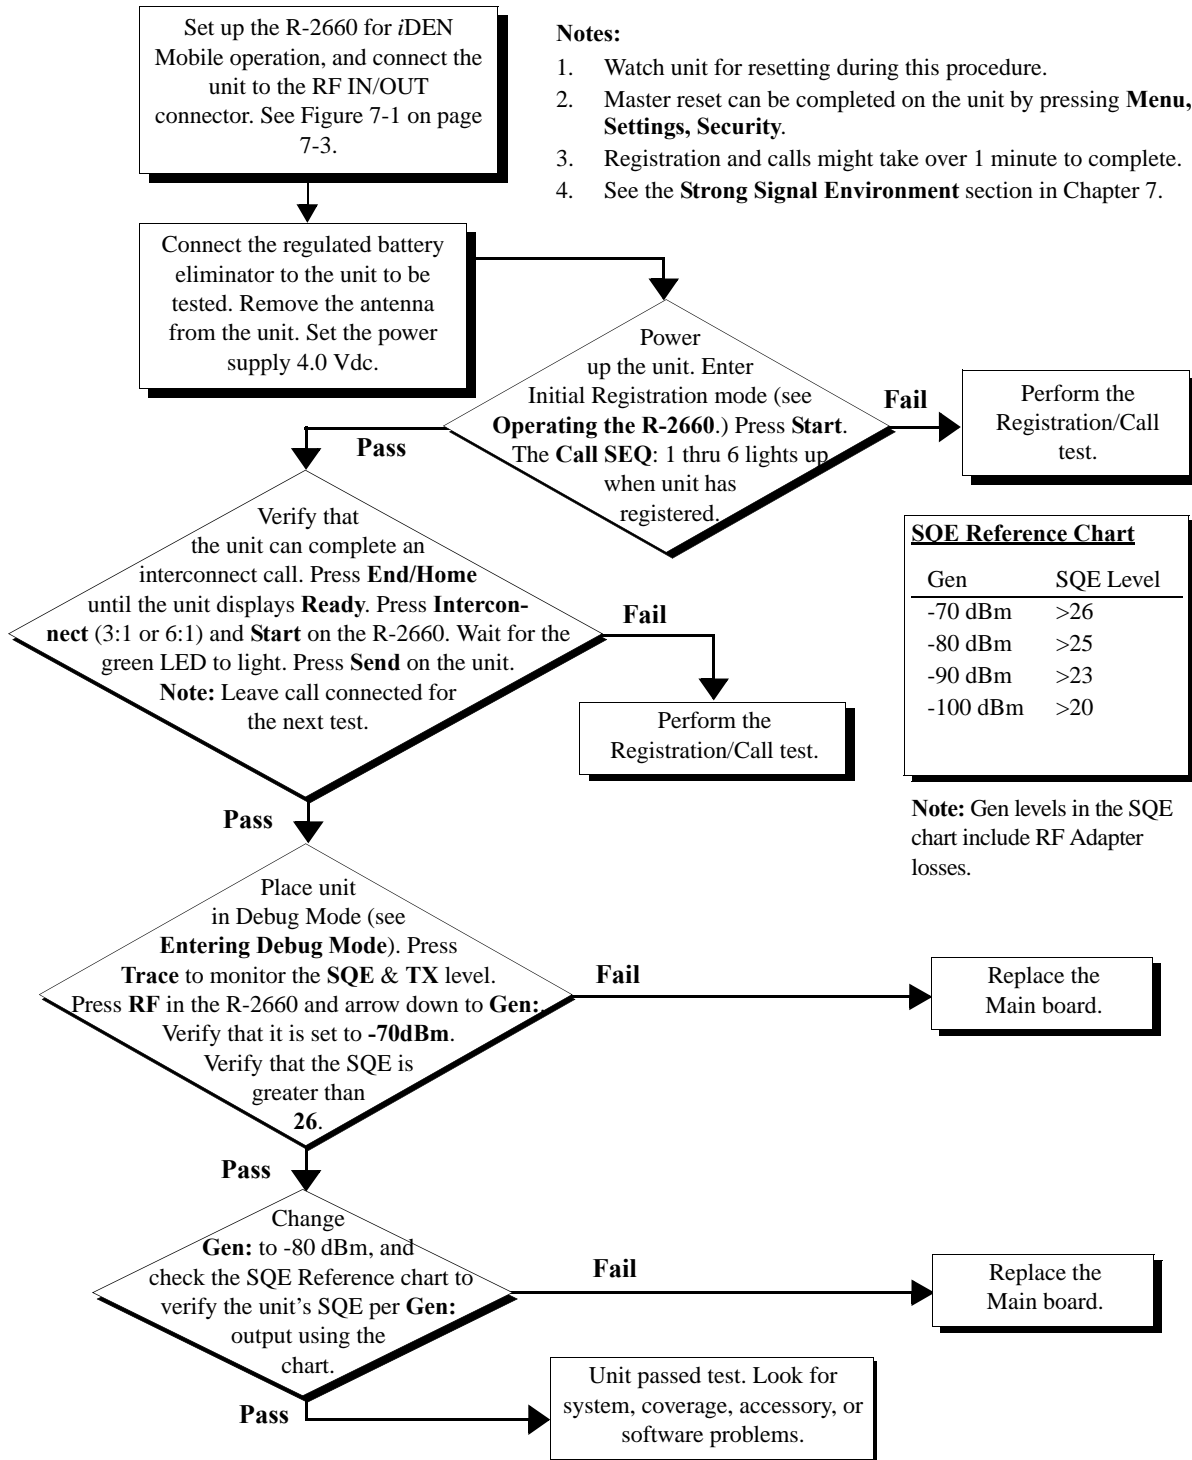 Set up the R-2660 for iDEN
Mobile operation, and connect the
unit to the RF IN/OUT
connector. See Figure 7-1 on page
7-3.
Notes:
1. Watch unit for resetting during this procedure.
2. Master reset can be completed on the unit by pressing Menu,
Settings, Security.
3. Registration and calls might take over 1 minute to complete.
4. See the Strong Signal Environment section in Chapter 7.
Connect the regulated battery
eliminator to the unit to be
tested. Remove the antenna
from the unit. Set the power
supply 4.0 Vdc.
Power
up the unit. Enter
Initial Registration mode (see
Operating the R-2660.) Press Start.
The Call SEQ: 1 thru 6 lights up
when unit has
registered.
Fail
Perform the
Registration/Call
test.
Pass
Verify that
the unit can complete an
interconnect call. Press End/Home
until the unit displays Ready. Press Intercon-
nect (3:1 or 6:1) and Start on the R-2660. Wait for the
green LED to light. Press Send on the unit.
Note: Leave call connected for
the next test.
Fail
Perform the
Registration/Call test.
SQE Reference Chart
Gen SQE Level
-70 dBm >26
-80 dBm >25
-90 dBm >23
-100 dBm >20
Note: Gen levels in the SQE
chart include RF Adapter
losses.
Pass
Place unit
in Debug Mode (see
Entering Debug Mode). Press
Trace to monitor the SQE & TX level.
Press RF in the R-2660 and arrow down to Gen:.
Verify that it is set to -70dBm.
Verify that the SQE is
greater than
26.
Fail
Replace the
Main board.
Pass
Change
Gen: to -80 dBm, and
check the SQE Reference chart to
verify the unit's SQE per Gen:
output using the
chart.
Fail
Replace the
Main board.
Pass
Unit passed test. Look for
system, coverage, accessory, or
software problems.